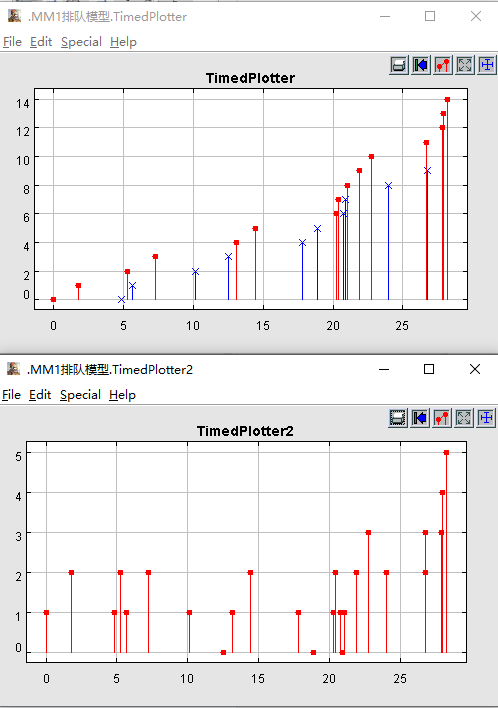 .MM1排队模型.TimedPlotter
File Edit Special Help
TimedPlotter
14
12
10
8
6
4
2
0
0 5 10 15 20 25
.MM1排队模型.TimedPlotter2
File Edit Special Help
TimedPlotter2
5
4
3
2
1
0
0 5 10 15 20 25